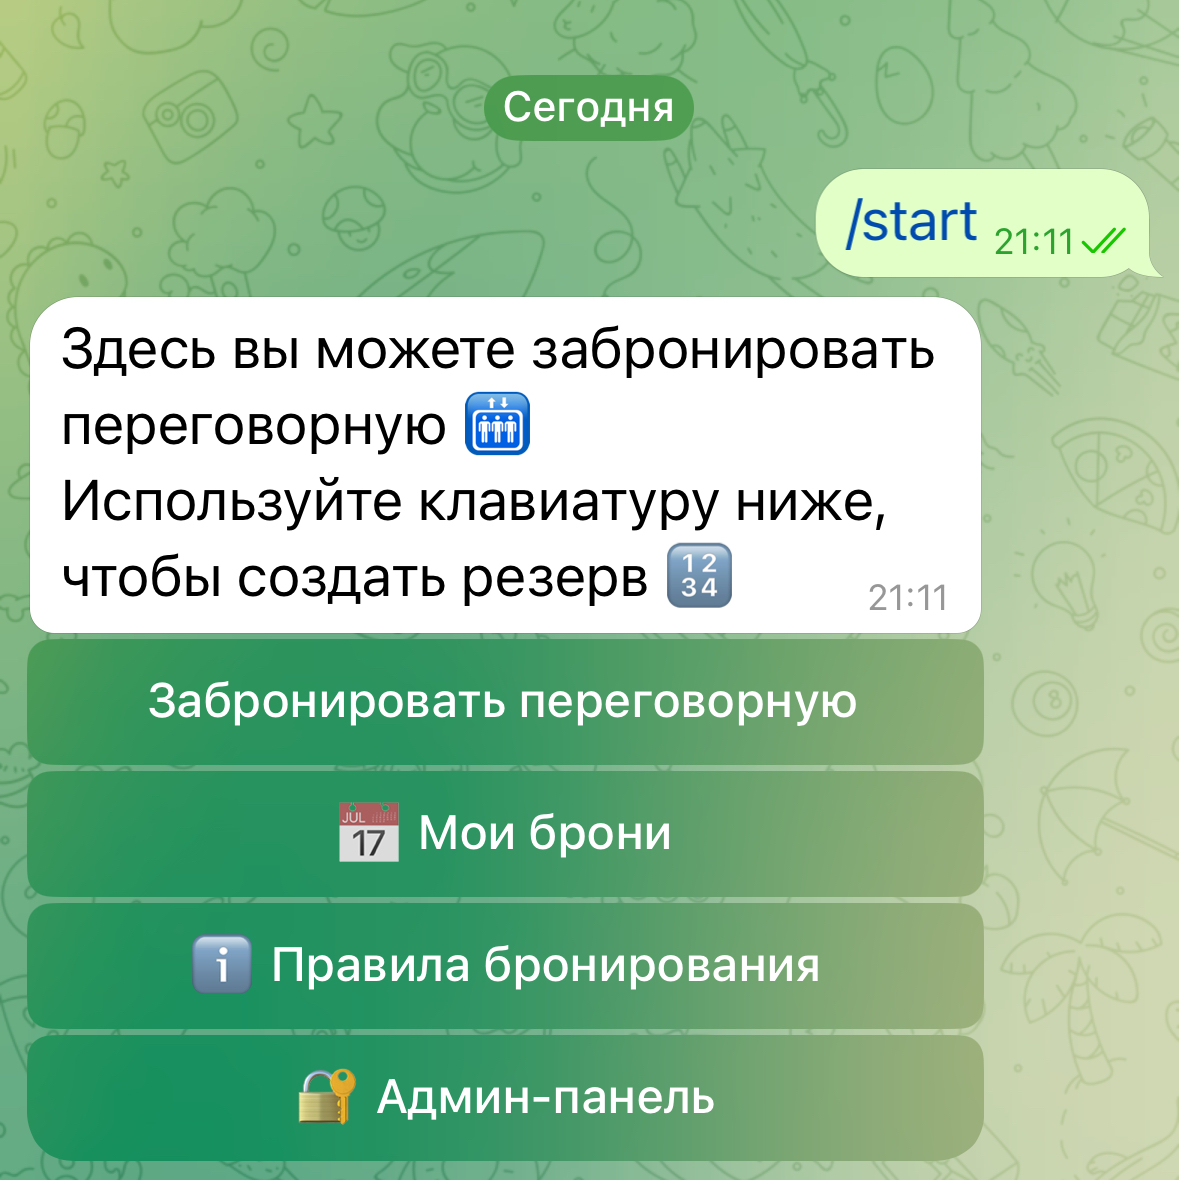 Сегодня
/start 21:11
Здесь вы можете забронировать
переговорную 
Используйте клавиатуру ниже,
чтобы создать резерв 🔢 21:11
Забронировать переговорную
📅 Мои брони
ℹ️ Правила бронирования
🔐 Админ-панель